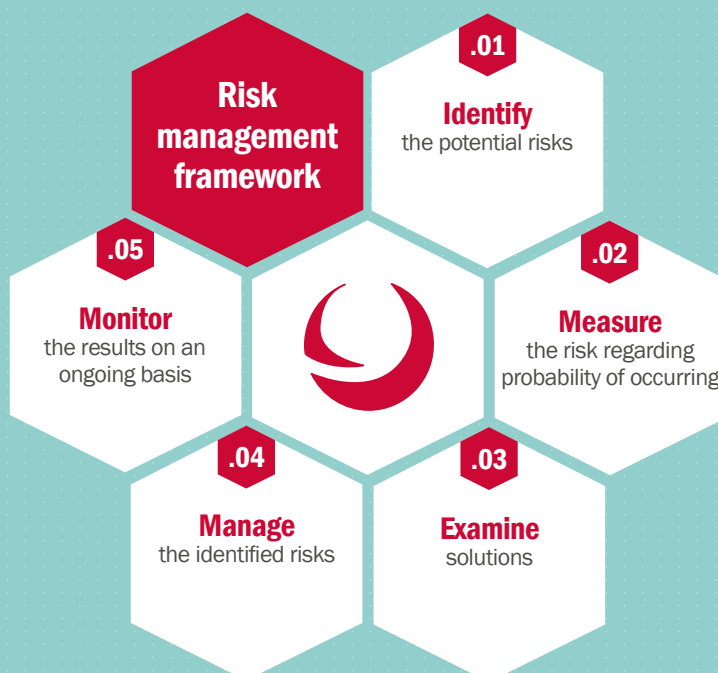 Risk
management
framework
.01
Identify
the potential risks
.02
Measure
the risk regarding
probability of occurring
.03
Examine
solutions
.04
Manage
the identified risks
.05
Monitor
the results on an
ongoing basis